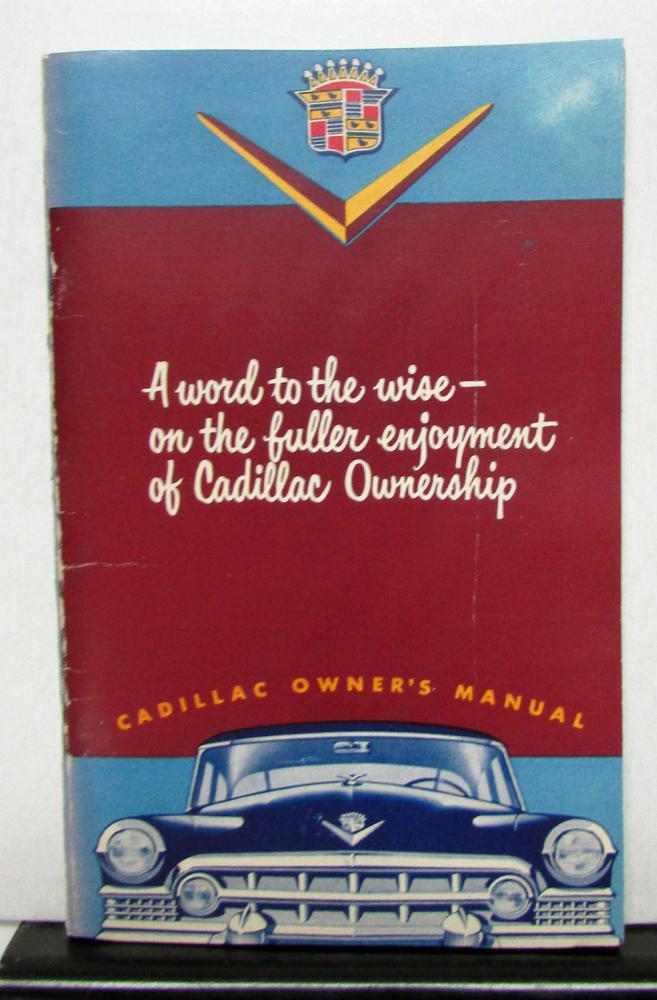 A word to the wise—
on the fuller enjoyment
of Cadillac Ownership
CADILLAC OWNER'S MANUAL